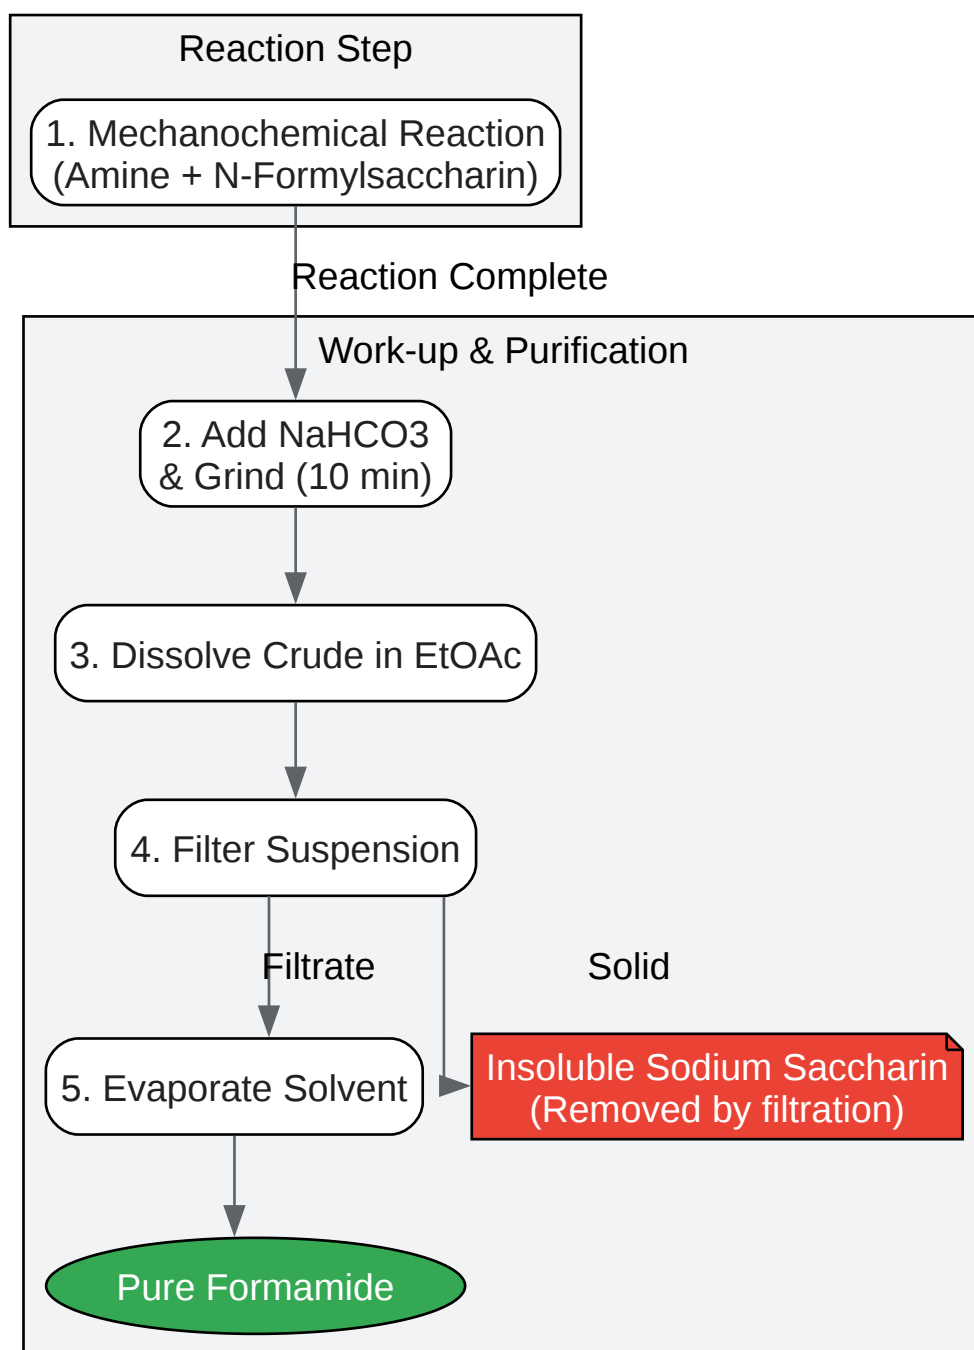 Reaction Step
1. Mechanochemical Reaction
(Amine + N-Formylsaccharin)
Reaction Complete
Work-up & Purification
2. Add NaHCO3
& Grind (10 min)
3. Dissolve Crude in EtOAc
4. Filter Suspension
Filtrate
Solid
5. Evaporate Solvent
Insoluble Sodium Saccharin
(Removed by filtration)
Pure Formamide